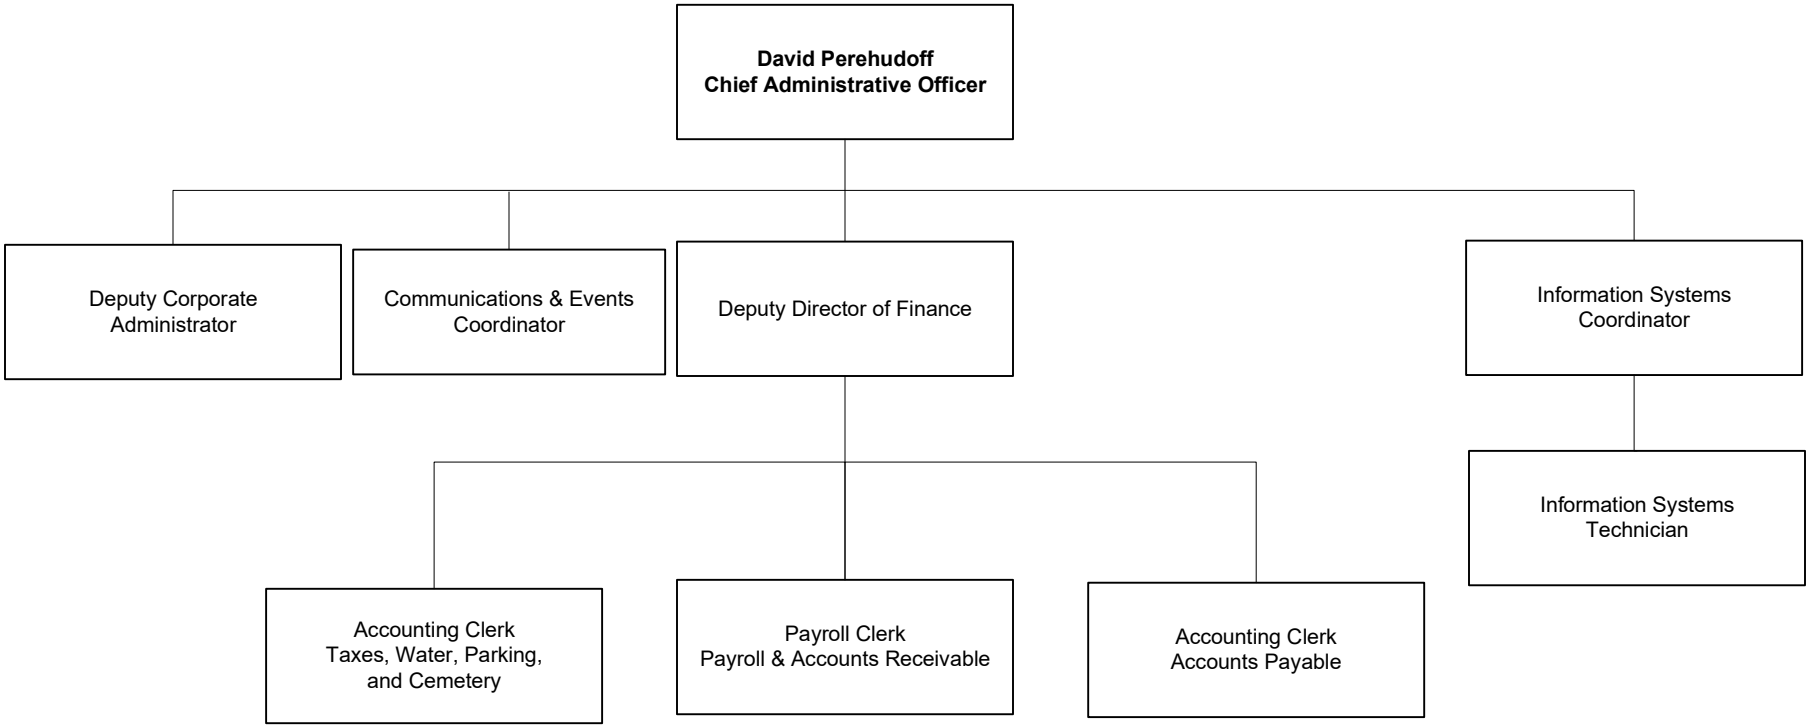 David Perehudoff
Chief Administrative Officer
Deputy Corporate
Administrator
Communications & Events
Coordinator
Deputy Director of Finance
Information Systems
Coordinator
Information Systems
Technician
Accounting Clerk
Taxes, Water, Parking,
and Cemetery
Payroll Clerk
Payroll & Accounts Receivable
Accounting Clerk
Accounts Payable